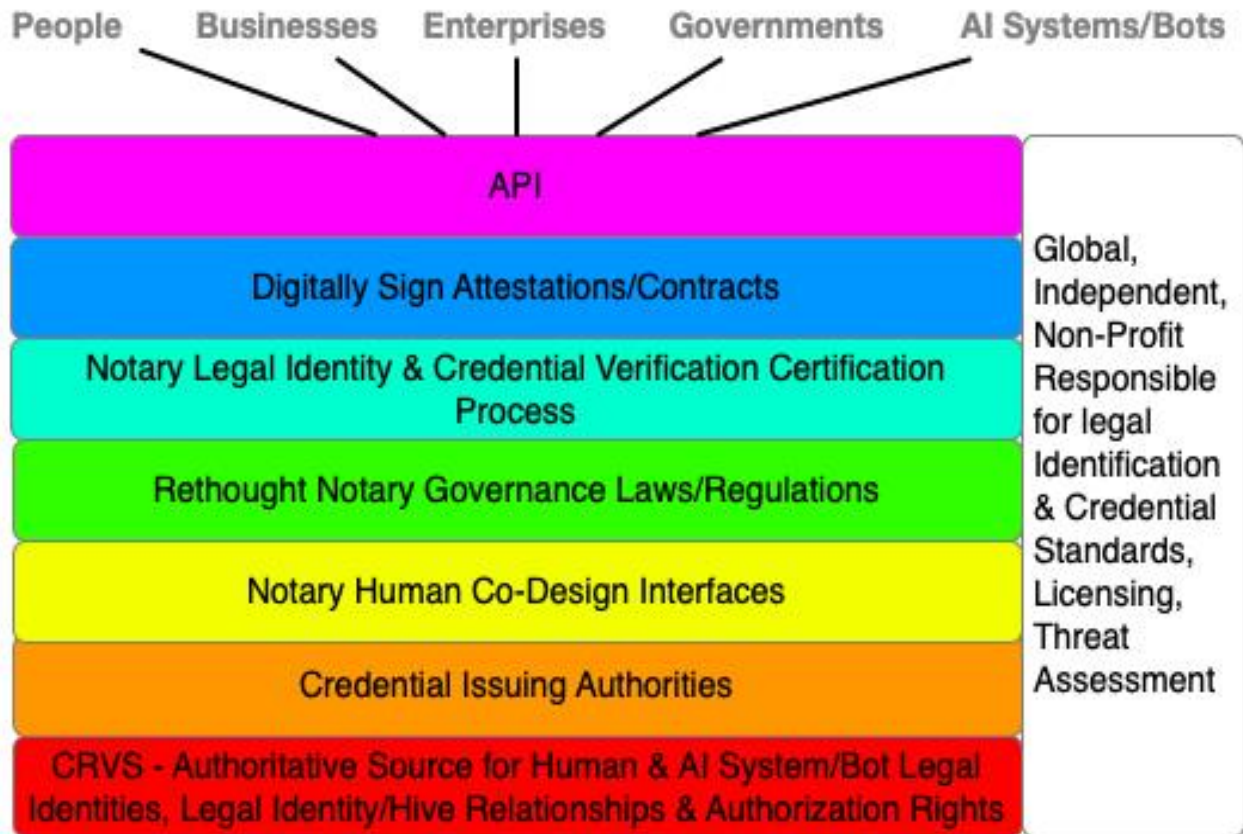 People Businesses Enterprises Governments AI Systems/Bots
API
Digitally Sign Attestations/Contracts
Notary Legal Identity & Credential Verification Certification
Process
Rethought Notary Governance Laws/Regulations
Notary Human Co-Design Interfaces
Credential Issuing Authorities
CRVS - Authoritative Source for Human & AI System/Bot Legal
Identities, Legal Identity/Hive Relationships & Authorization Rights
Global,
Independent,
Non-Profit
Responsible
for legal
Identification
& Credential
Standards,
Licensing,
Threat
Assessment